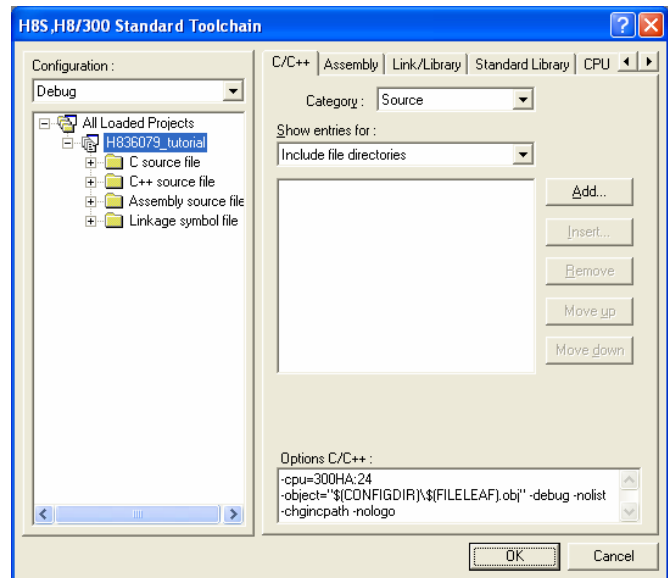 H8S,H8/300 Standard Toolchain
Configuration :
Debug
All Loaded Projects
H836079_tutorial
C source file
C++ source file
Assembly source file
Linkage symbol file
C/C++
Assembly
Link/Library
Standard Library
CPU
Category :
Source
Show entries for :
Include file directories
Add...
Insert...
Remove
Move up
Move down
Options C/C++ :
-cpu=300HA:24
-object="$(CONFIGDIR)\$(FILELEAF).obj" -debug -nolist
-chgincpath -nologo
OK
Cancel